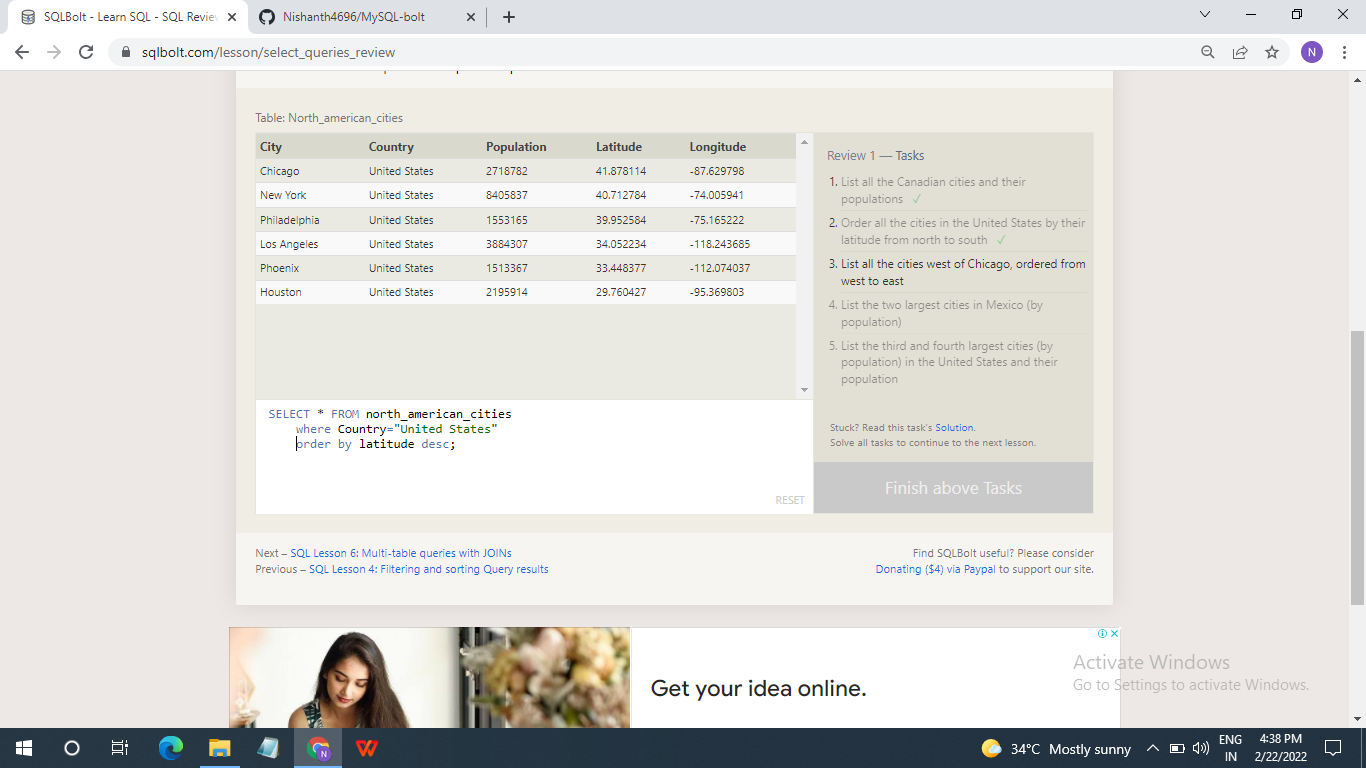 SQLBolt - Learn SQL - SQL Review
Nishanth4696/MySQL-bolt
sqlbolt.com/lesson/select_queries_review
N
Table: North_american_cities
City Country Population Latitude Longitude
Chicago United States 2718782 41.878114 -87.629798
New York United States 8405837 40.712784 -74.005941
Philadelphia United States 1553165 39.952584 -75.165222
Los Angeles United States 3884307 34.052234 -118.243685
Phoenix United States 1513367 33.448377 -112.074037
Houston United States 2195914 29.760427 -95.369803
SELECT * FROM north_american_cities
where Country="United States"
order by latitude desc;
RESET
Review 1 — Tasks
1. List all the Canadian cities and their
populations ✓
2. Order all the cities in the United States by their
latitude from north to south ✓
3. List all the cities west of Chicago, ordered from
west to east
4. List the two largest cities in Mexico (by
population)
5. List the third and fourth largest cities (by
population) in the United States and their
population
Stuck? Read this task's Solution.
Solve all tasks to continue to the next lesson.
Finish above Tasks
Next – SQL Lesson 6: Multi-table queries with JOINs
Previous – SQL Lesson 4: Filtering and sorting Query results
Find SQLBolt useful? Please consider
Donating ($4) via Paypal to support our site.
Get your idea online.
Activate Windows
Go to Settings to activate Windows.
N
34°C Mostly sunny
ENG
IN
4:38 PM
2/22/2022